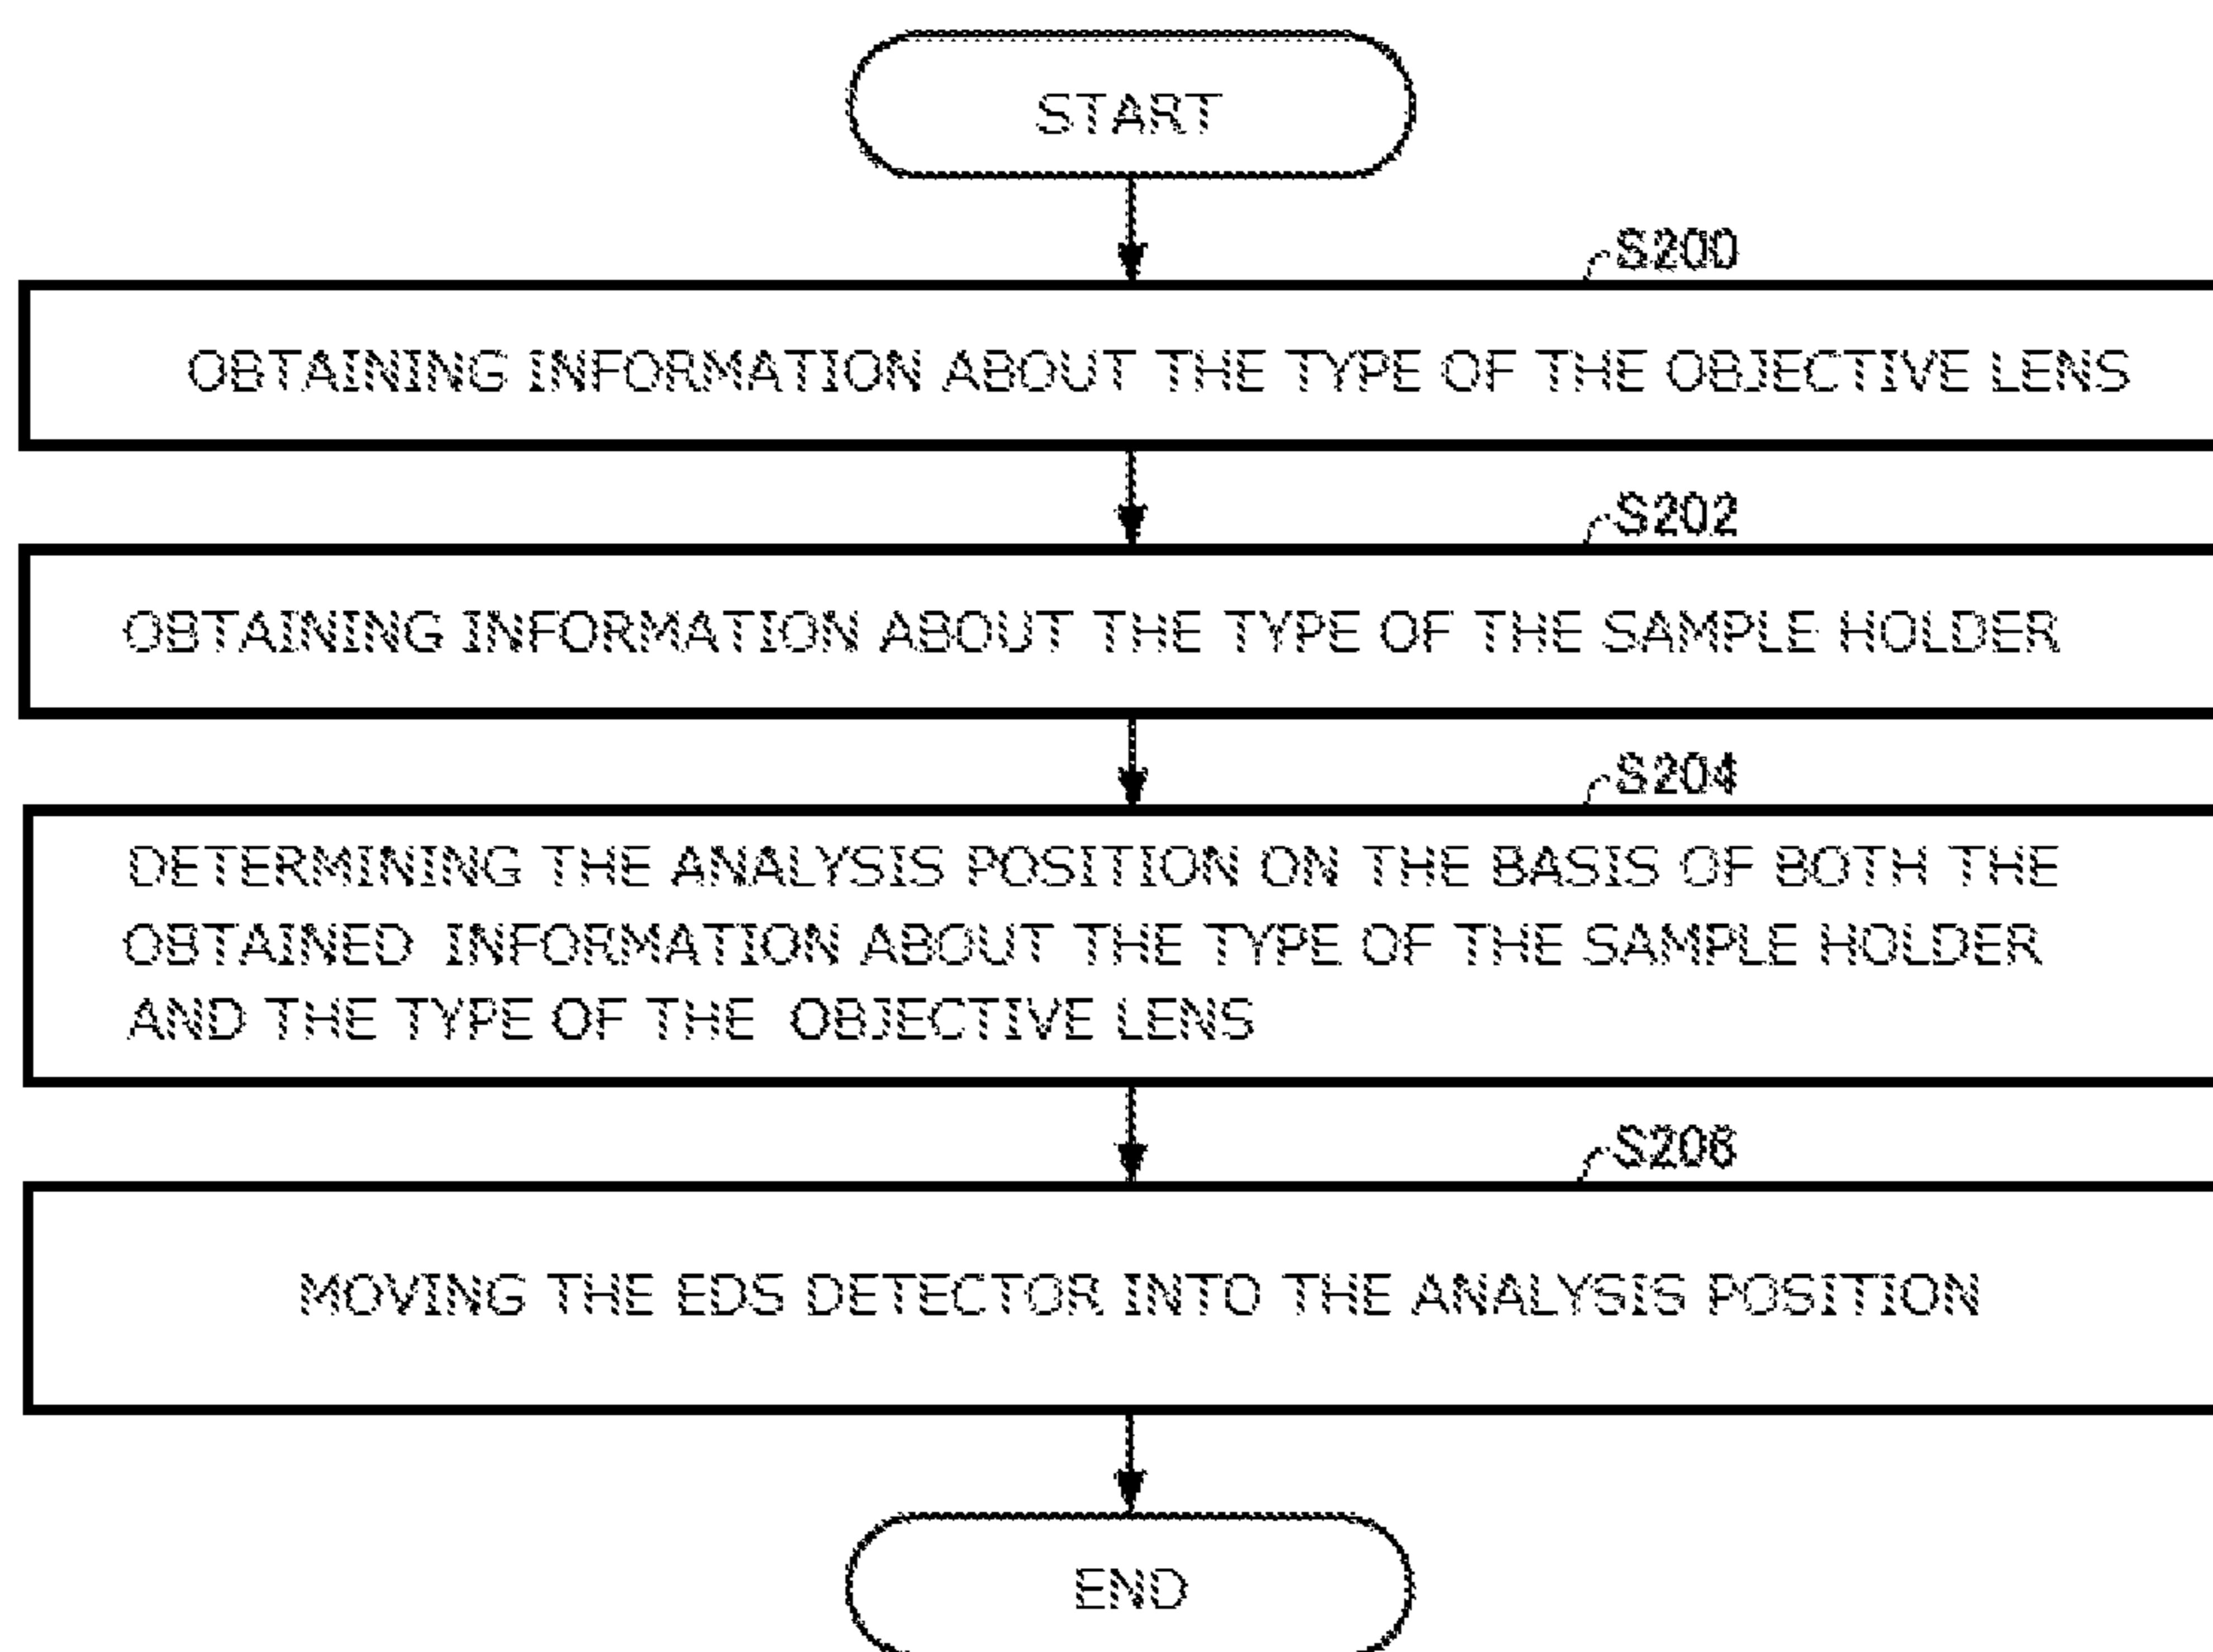 START
S200
OBTAINING INFORMATION ABOUT THE TYPE OF THE OBJECTIVE LENS
S202
OBTAINING INFORMATION ABOUT THE TYPE OF THE SAMPLE HOLDER
S204
DETERMINING THE ANALYSIS POSITION ON THE BASIS OF BOTH THE
OBTAINED INFORMATION ABOUT THE TYPE OF THE SAMPLE HOLDER
AND THE TYPE OF THE OBJECTIVE LENS
S206
MOVING THE EDS DETECTOR INTO THE ANALYSIS POSITION
END